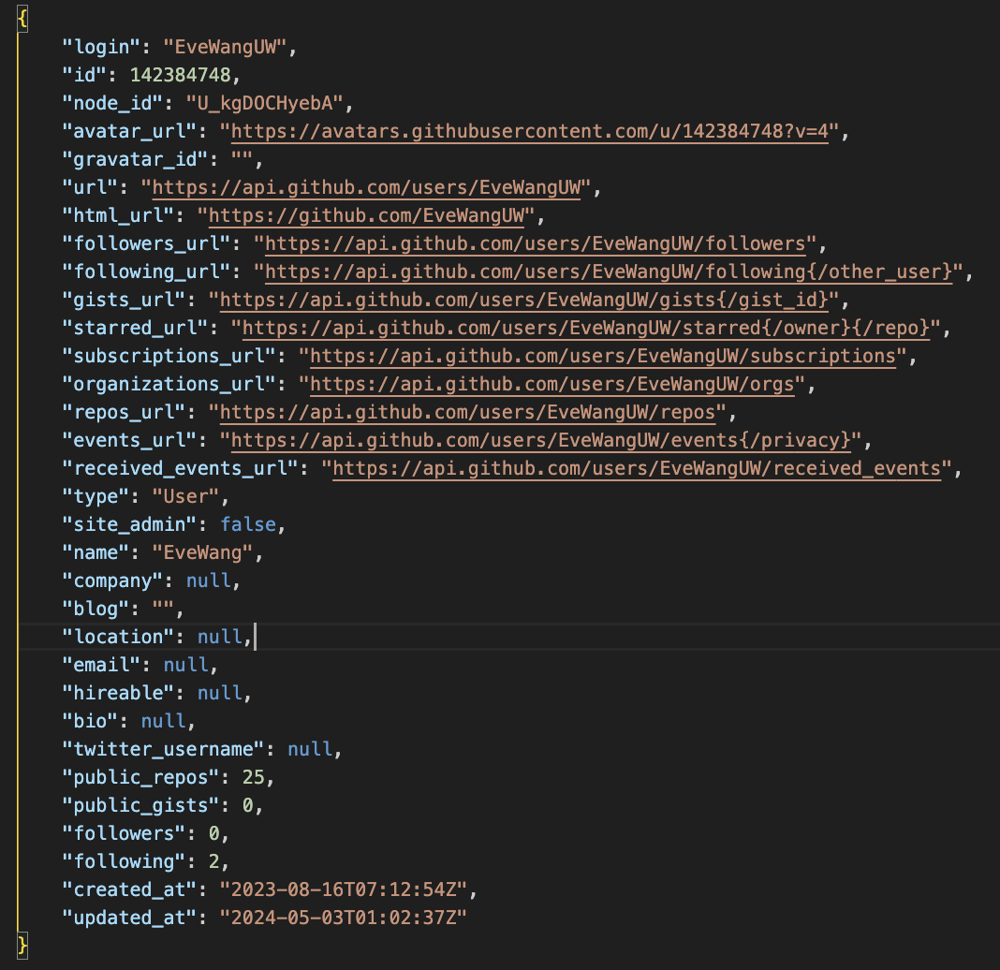 {
"login": "EveWangUW",
"id": 142384748,
"node_id": "U_kgDOCHyebA",
"avatar_url": "https://avatars.githubusercontent.com/u/142384748?v=4",
"gravatar_id": "",
"url": "https://api.github.com/users/EveWangUW",
"html_url": "https://github.com/EveWangUW",
"followers_url": "https://api.github.com/users/EveWangUW/followers",
"following_url": "https://api.github.com/users/EveWangUW/following{/other_user}",
"gists_url": "https://api.github.com/users/EveWangUW/gists{/gist_id}",
"starred_url": "https://api.github.com/users/EveWangUW/starred{/owner}{/repo}",
"subscriptions_url": "https://api.github.com/users/EveWangUW/subscriptions",
"organizations_url": "https://api.github.com/users/EveWangUW/orgs",
"repos_url": "https://api.github.com/users/EveWangUW/repos",
"events_url": "https://api.github.com/users/EveWangUW/events{/privacy}",
"received_events_url": "https://api.github.com/users/EveWangUW/received_events",
"type": "User",
"site_admin": false,
"name": "EveWang",
"company": null,
"blog": "",
"location": null,
"email": null,
"hireable": null,
"bio": null,
"twitter_username": null,
"public_repos": 25,
"public_gists": 0,
"followers": 0,
"following": 2,
"created_at": "2023-08-16T07:12:54Z",
"updated_at": "2024-05-03T01:02:37Z"
}